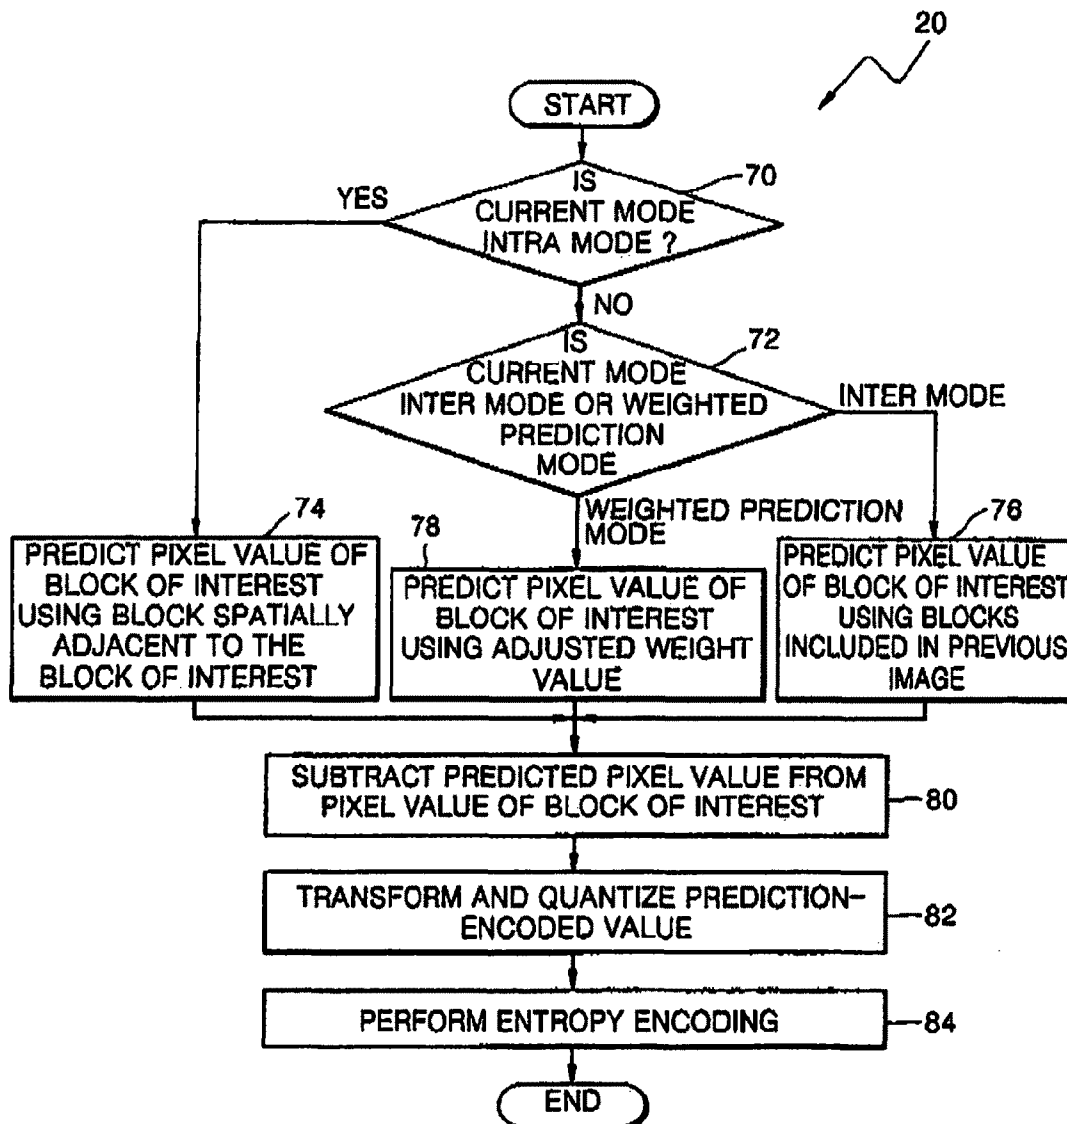 20
START
70
IS
CURRENT MODE
INTRA MODE ?
YES
NO
72
IS
CURRENT MODE
INTER MODE OR WEIGHTED
PREDICTION
MODE
INTER MODE
WEIGHTED PREDICTION
MODE
74
PREDICT PIXEL VALUE OF
BLOCK OF INTEREST
USING BLOCK SPATIALLY
ADJACENT TO THE
BLOCK OF INTEREST
78
PREDICT PIXEL VALUE OF
BLOCK OF INTEREST
USING ADJUSTED WEIGHT
VALUE
76
PREDICT PIXEL VALUE
OF BLOCK OF INTEREST
USING BLOCKS
INCLUDED IN PREVIOUS
IMAGE
SUBTRACT PREDICTED PIXEL VALUE FROM
PIXEL VALUE OF BLOCK OF INTEREST
80
TRANSFORM AND QUANTIZE PREDICTION-
ENCODED VALUE
82
PERFORM ENTROPY ENCODING
84
END